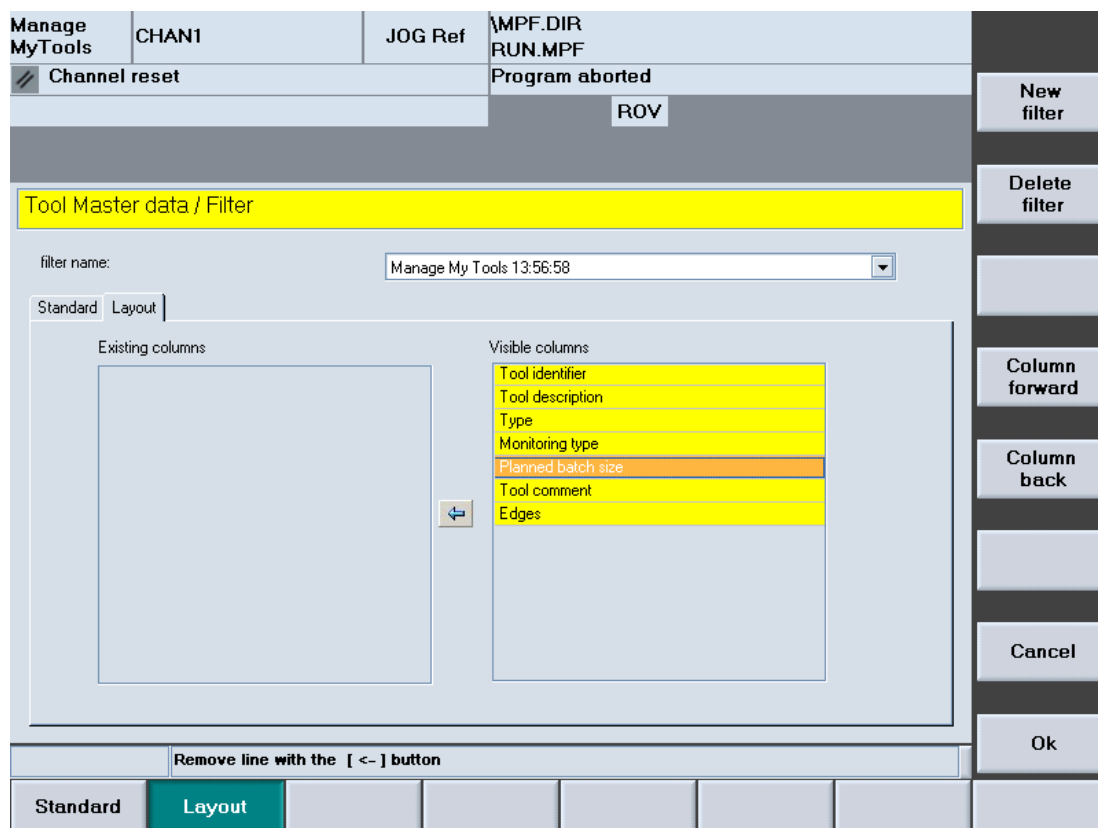 Manage
MyTools
CHAN1
JOG Ref
\MPF.DIR
RUN.MPF
Channel reset
Program aborted
ROV
New
filter
Delete
filter
Tool Master data / Filter
filter name:
Manage My Tools 13:56:58
Standard
Layout
Existing columns
Visible columns
Tool identifier
Tool description
Type
Monitoring type
Planned batch size
Tool comment
Edges
Column
forward
Column
back
Cancel
Ok
Remove line with the [ <- ] button
Standard
Layout